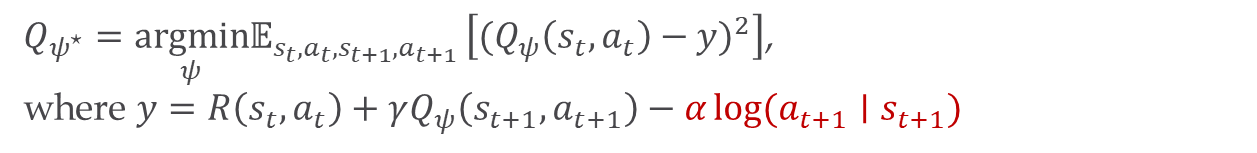 Q_{ψ⋆} = argmin_ψ 𝔼_{s_t,a_t,s_{t+1},a_{t+1}} [(Q_ψ(s_t, a_t) − y)²],
where y = R(s_t, a_t) + γQ_ψ(s_{t+1}, a_{t+1}) − α log(a_{t+1} ∣ s_{t+1})